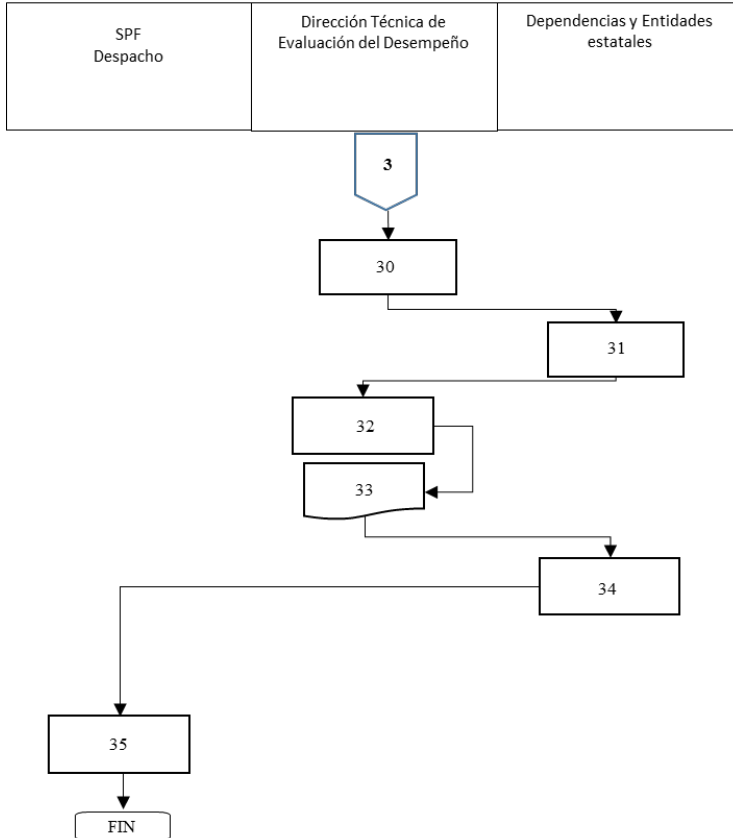 SPF
Despacho
Dirección Técnica de
Evaluación del Desempeño
Dependencias y Entidades
estatales
3
30
31
32
33
34
35
FIN